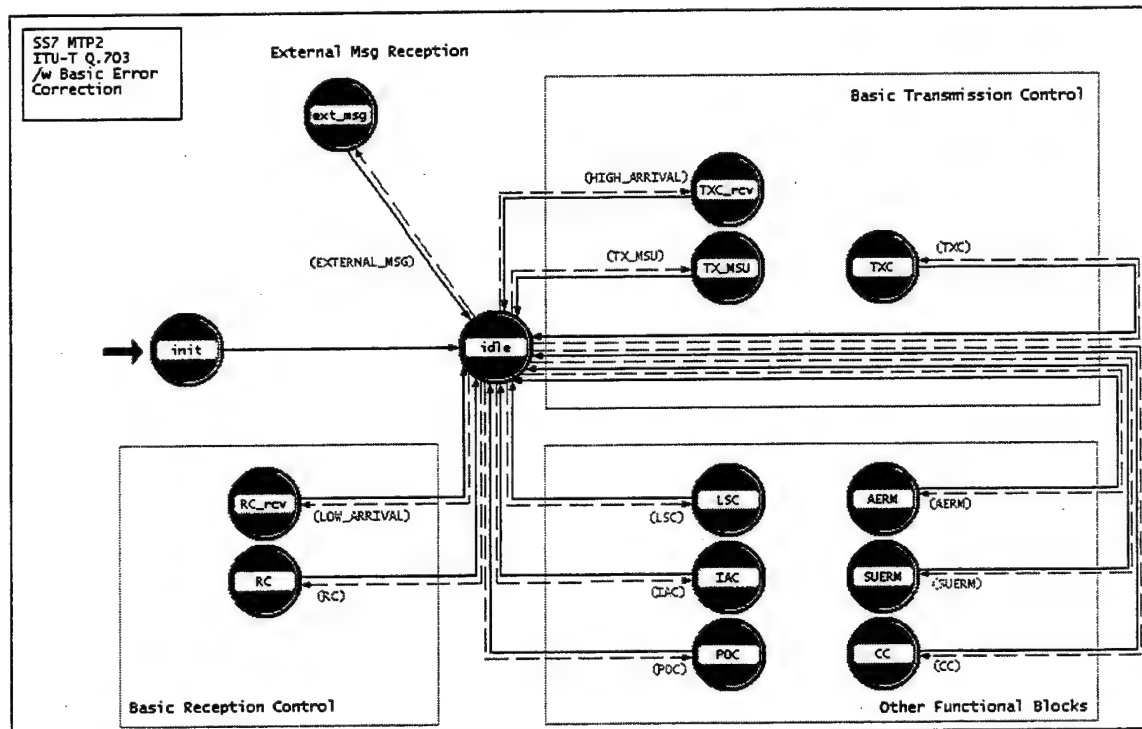 SS7 MTP2
ITU-T Q.703
/w Basic Error
Correction
External Msg Reception
ext_msg
(EXTERNAL_MSG)
Basic Transmission Control
(HIGH_ARRIVAL)
TXC_rcv
(TX_MSU)
TX_MSU
TXC
(TXC)
init
idle
RC_rcv
(LOW_ARRIVAL)
RC
(RC)
Basic Reception Control
LSC
(LSC)
AERM
(AERM)
IAC
(IAC)
SUERM
(SUERM)
POC
(POC)
CC
(CC)
Other Functional Blocks